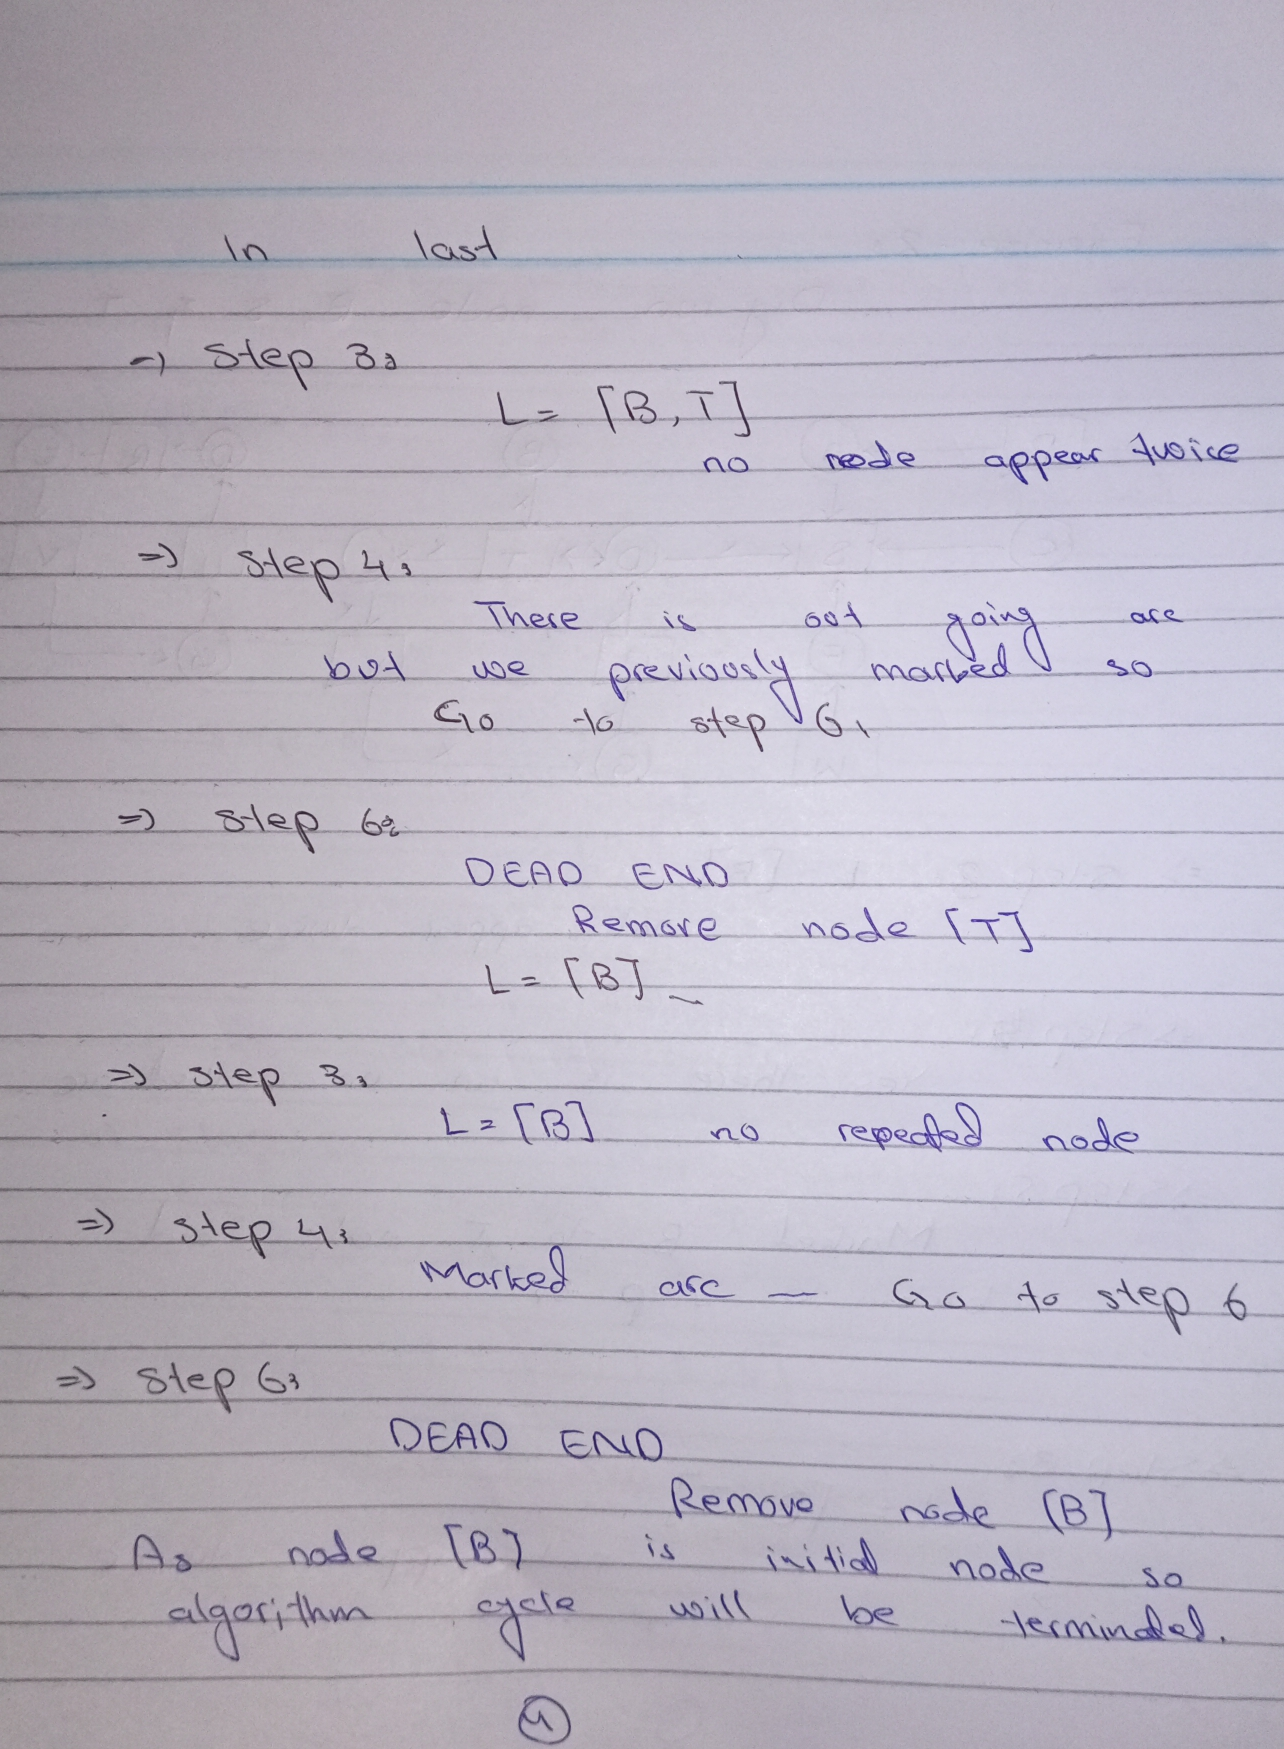 In last
=> Step 3:
L = [B, T]
no node appear twice
=> step 4:
There is out going arc
but we previously marked so
Go to step 6.
=> step 6:
DEAD END
Remove node [T]
L = [B] –
=> step 3:
L = [B] no repeated node
=> step 4:
Marked arc — Go to step 6
=> step 6:
DEAD END
Remove node [B]
As node [B] is initial node so
algorithm cycle will be terminated.
4